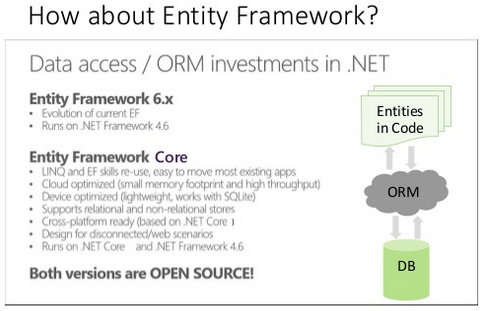 How about Entity Framework?
Data access / ORM investments in .NET
Entity Framework 6.x
• Evolution of current EF
• Runs on .NET Framework 4.6
Entity Framework Core
• LINQ and EF skills re-use, easy to move most existing apps
• Cloud optimized (small memory footprint and high throughput)
• Device optimized (lightweight, works with SQLite)
• Supports relational and non-relational stores
• Cross-platform ready (based on .NET Core )
• Design for disconnected/web scenarios
• Runs on .NET Core and .NET Framework 4.6
Both versions are OPEN SOURCE!
Entities
in Code
ORM
DB